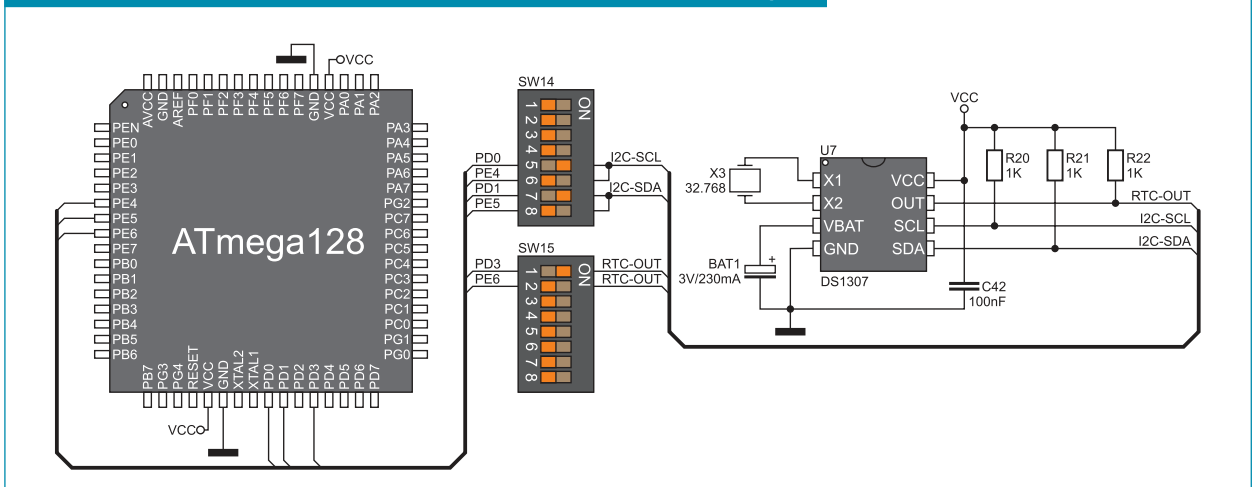 VCC
AVCC
GND
AREF
PF0
PF1
PF2
PF3
PF4
PF5
PF6
PF7
GND
VCC
PA0
PA1
PA2
PEN
PE0
PE1
PE2
PE3
PE4
PE5
PE6
PE7
PB0
PB1
PB2
PB3
PB4
PB5
PB6
ATmega128
PA3
PA4
PA5
PA6
PA7
PG2
PC7
PC6
PC5
PC4
PC3
PC2
PC1
PC0
PG1
PG0
PB7
PG3
PG4
RESET
VCC
GND
XTAL2
XTAL1
PD0
PD1
PD2
PD3
PD4
PD5
PD6
PD7
VCC
SW14
ON
1
2
3
4
5
6
7
8
PD0
PE4
PD1
PE5
I2C-SCL
I2C-SDA
SW15
ON
1
2
3
4
5
6
7
8
PD3
PE6
RTC-OUT
RTC-OUT
X3
32.768
U7
X1
X2
VBAT
GND
VCC
OUT
SCL
SDA
DS1307
BAT1
3V/230mA
+
VCC
R20
1K
R21
1K
R22
1K
RTC-OUT
I2C-SCL
I2C-SDA
C42
100nF